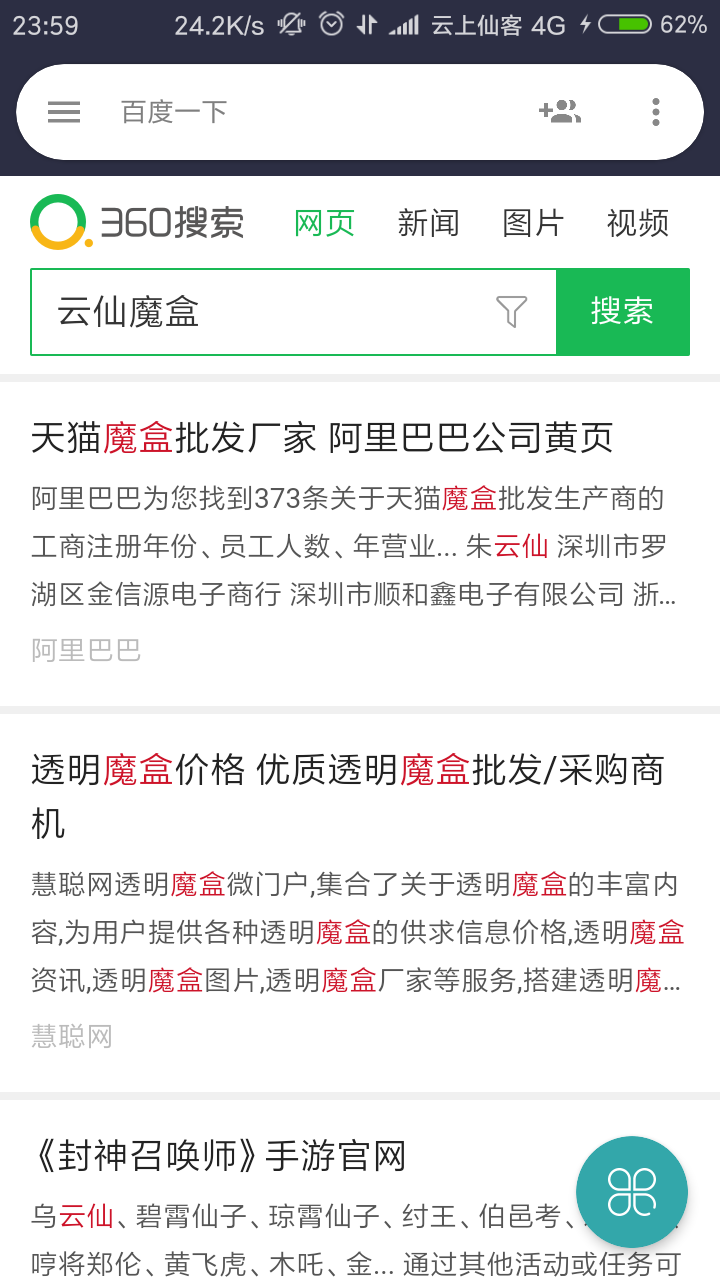 23:59 24.2K/s 云上仙客 4G 62%
百度一下
360搜索 网页 新闻 图片 视频
云仙魔盒 搜索
天猫魔盒批发厂家 阿里巴巴公司黄页
阿里巴巴为您找到373条关于天猫魔盒批发生产商的
工商注册年份、员工人数、年营业... 朱云仙 深圳市罗
湖区金信源电子商行 深圳市顺和鑫电子有限公司 浙...
阿里巴巴
透明魔盒价格 优质透明魔盒批发/采购商
机
慧聪网透明魔盒微门户,集合了关于透明魔盒的丰富内
容,为用户提供各种透明魔盒的供求信息价格,透明魔盒
资讯,透明魔盒图片,透明魔盒厂家等服务,搭建透明魔...
慧聪网
《封神召唤师》手游官网
乌云仙、碧霄仙子、琼霄仙子、纣王、伯邑考、
哼将郑伦、黄飞虎、木吒、金... 通过其他活动或任务可